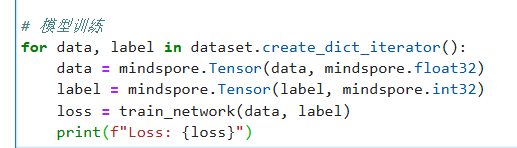 # 模型训练
for data, label in dataset.create_dict_iterator():
    data = mindspore.Tensor(data, mindspore.float32)
    label = mindspore.Tensor(label, mindspore.int32)
    loss = train_network(data, label)
    print(f"Loss: {loss}")